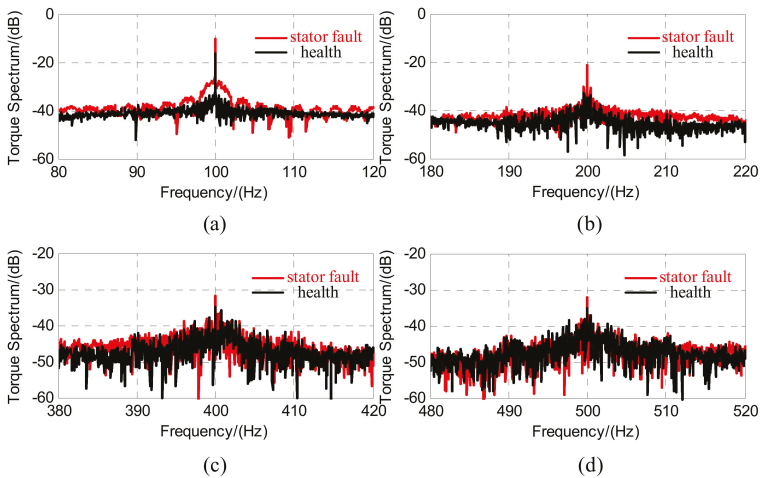 0
-20
-40
-60
80
90
100
110
120
Torque Spectrum/(dB)
Frequency/(Hz)
stator fault
health
(a)
0
-20
-40
-60
180
190
200
210
220
Torque Spectrum/(dB)
Frequency/(Hz)
stator fault
health
(b)
-20
-30
-40
-50
-60
380
390
400
410
420
Torque Spectrum/(dB)
Frequency/(Hz)
stator fault
health
(c)
-20
-30
-40
-50
-60
480
490
500
510
520
Torque Spectrum/(dB)
Frequency/(Hz)
stator fault
health
(d)